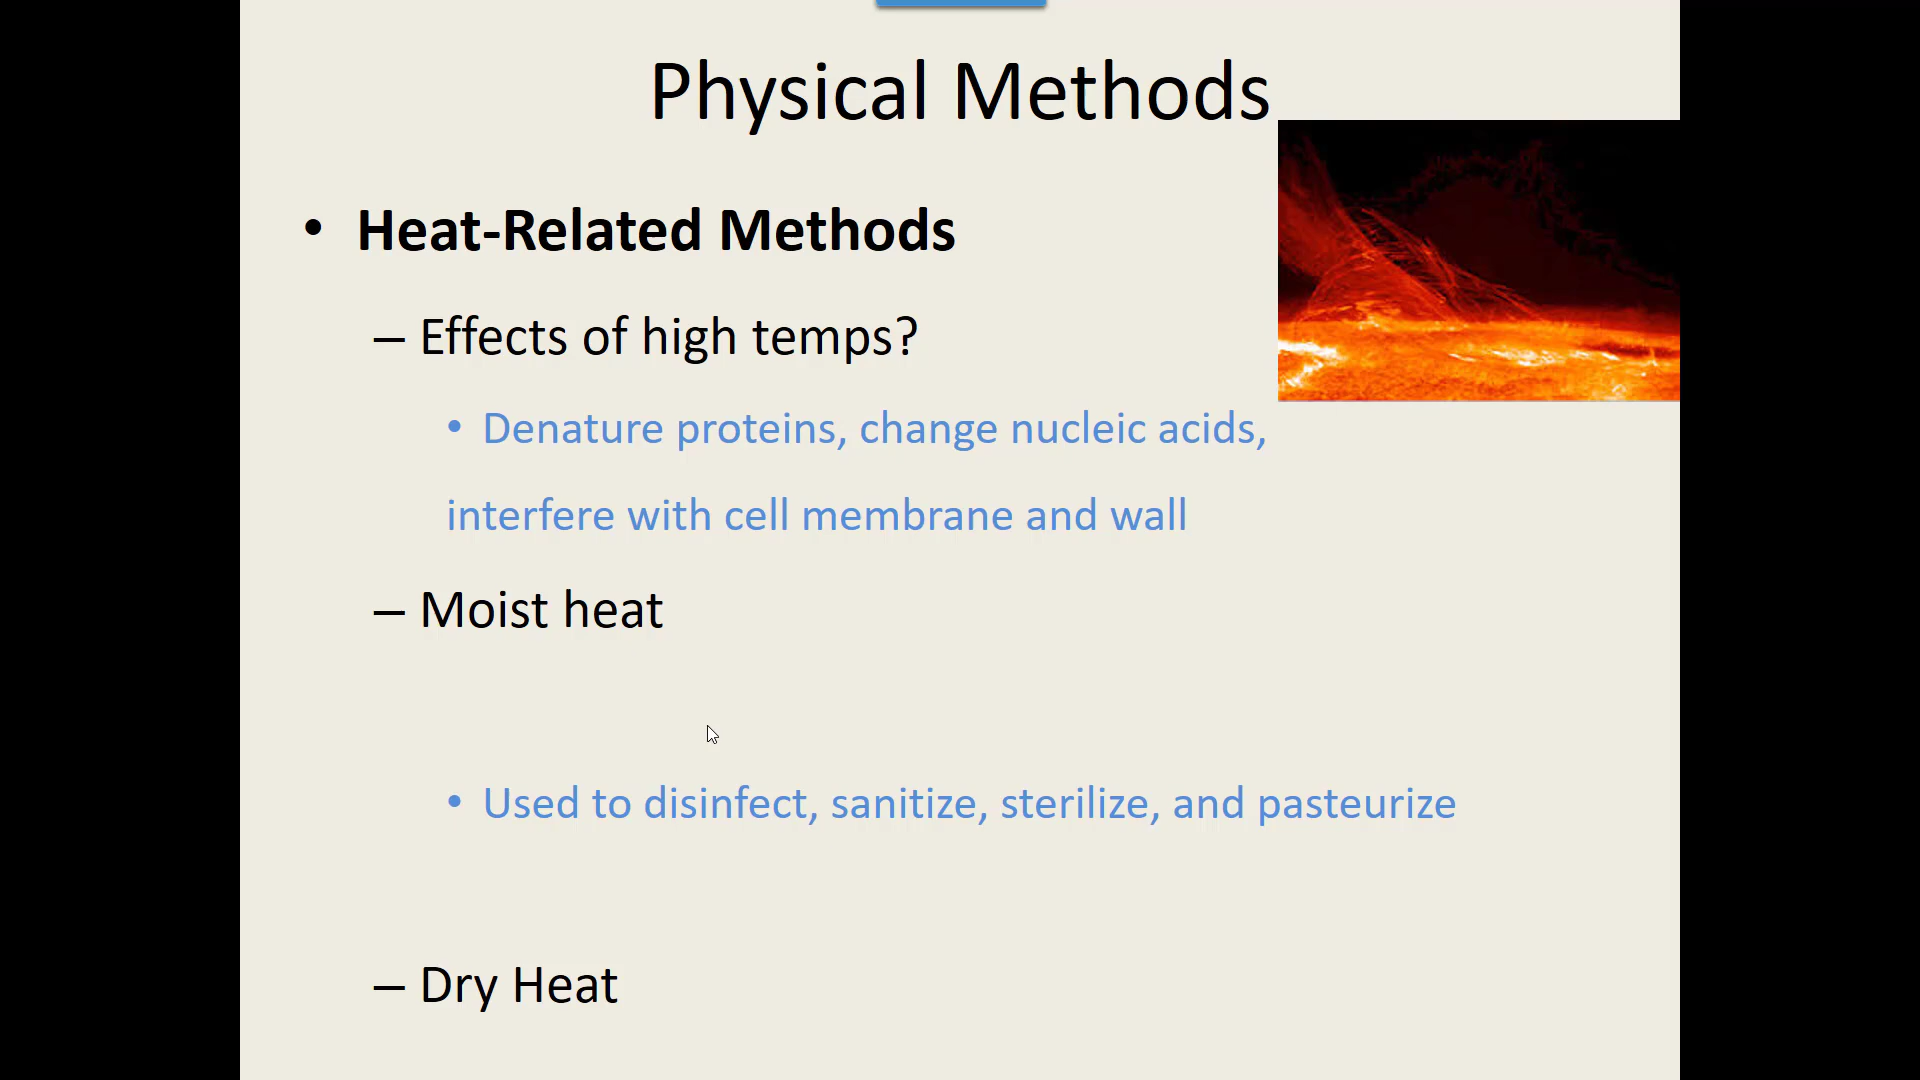 Physical Methods
• Heat-Related Methods
– Effects of high temps?
• Denature proteins, change nucleic acids,
interfere with cell membrane and wall
– Moist heat
• Used to disinfect, sanitize, sterilize, and pasteurize
– Dry Heat